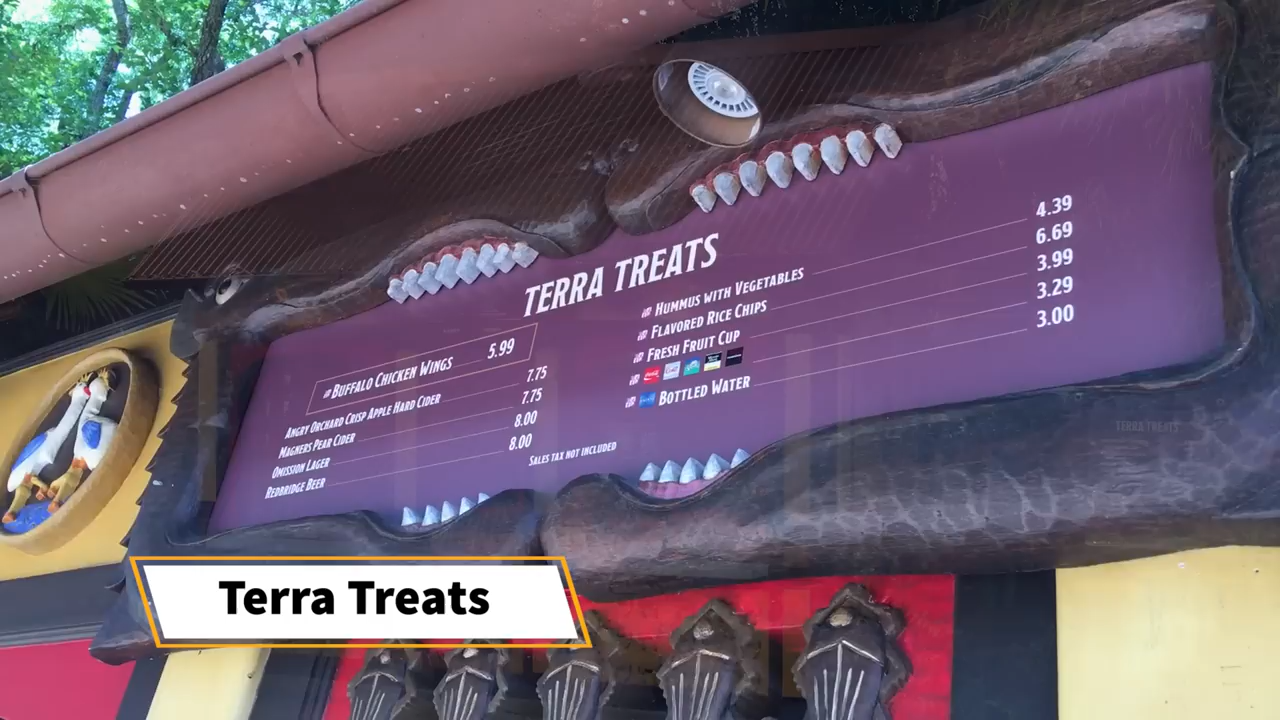 TERRA TREATS
BUFFALO CHICKEN WINGS 5.99
ANGRY ORCHARD CRISP APPLE HARD CIDER 7.75
MAGNERS PEAR CIDER 7.75
OMISSION LAGER 8.00
REDBRIDGE BEER 8.00
SALES TAX NOT INCLUDED
HUMMUS WITH VEGETABLES 4.39
FLAVORED RICE CHIPS 6.69
FRESH FRUIT CUP 3.99
3.29
BOTTLED WATER 3.00
TERRA TREATS
Terra Treats